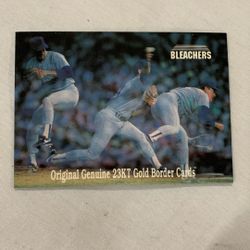 BLEACHERS
Original Genuine 23KT Gold Border Cards